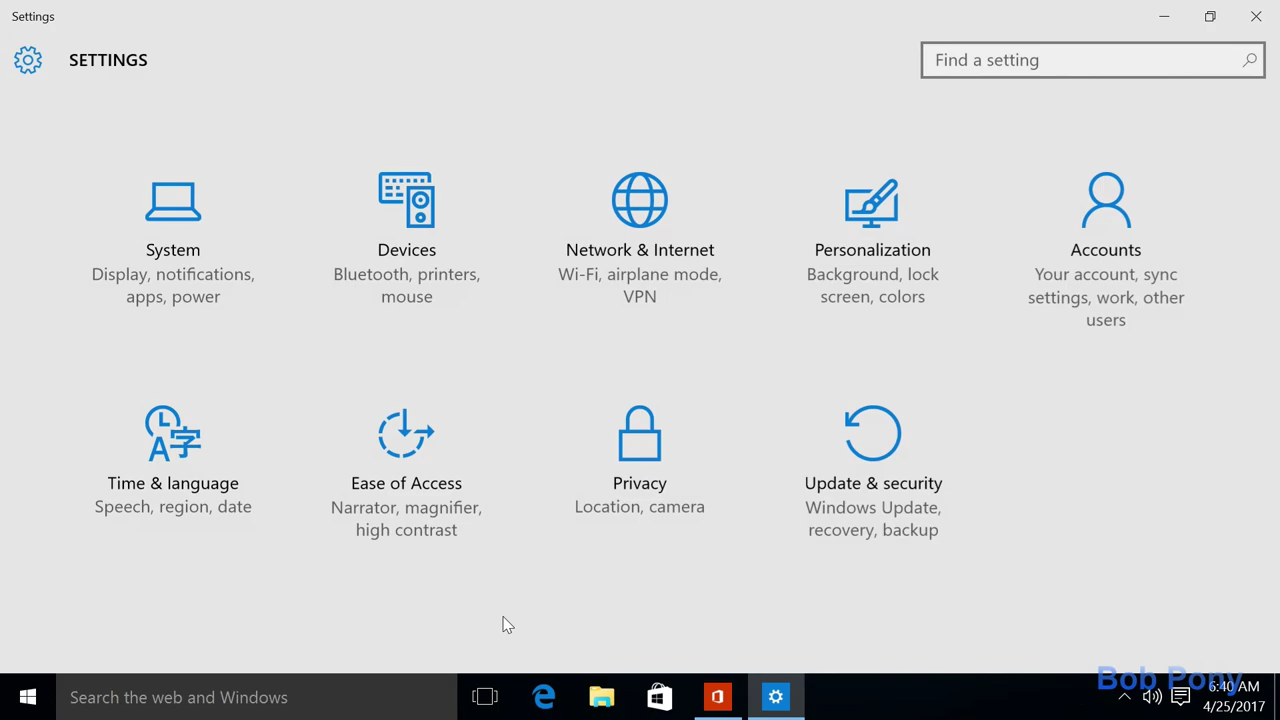 Settings
SETTINGS
Find a setting
System
Display, notifications,
apps, power
Devices
Bluetooth, printers,
mouse
Network & Internet
Wi-Fi, airplane mode,
VPN
Personalization
Background, lock
screen, colors
Accounts
Your account, sync
settings, work, other
users
Time & language
Speech, region, date
Ease of Access
Narrator, magnifier,
high contrast
Privacy
Location, camera
Update & security
Windows Update,
recovery, backup
Search the web and Windows
Bob Pony
6:40 AM
4/25/2017